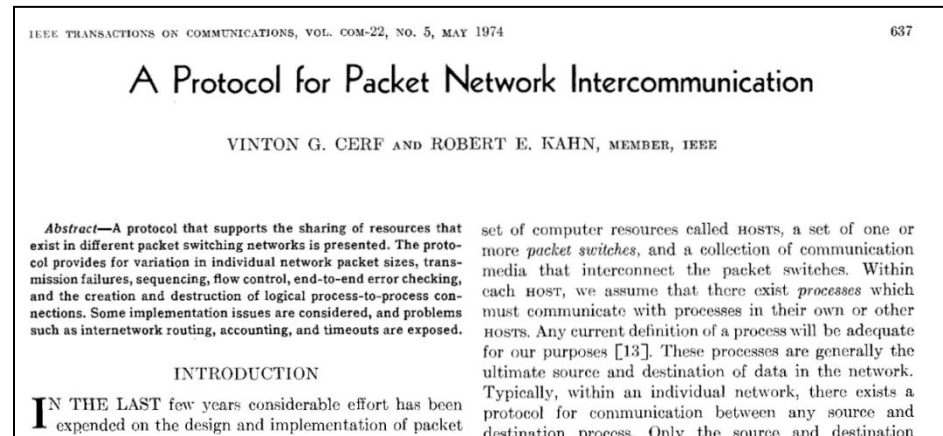 IEEE TRANSACTIONS ON COMMUNICATIONS, VOL. COM-22, NO. 5, MAY 1974 637
A Protocol for Packet Network Intercommunication
VINTON G. CERF AND ROBERT E. KAHN, MEMBER, IEEE
Abstract—A protocol that supports the sharing of resources that
exist in different packet switching networks is presented. The proto-
col provides for variation in individual network packet sizes, trans-
mission failures, sequencing, flow control, end-to-end error checking,
and the creation and destruction of logical process-to-process con-
nections. Some implementation issues are considered, and problems
such as internetwork routing, accounting, and timeouts are exposed.
INTRODUCTION
IN THE LAST few years considerable effort has been
expended on the design and implementation of packet
set of computer resources called HOSTS, a set of one or
more packet switches, and a collection of communication
media that interconnect the packet switches. Within
each HOST, we assume that there exist processes which
must communicate with processes in their own or other
HOSTS. Any current definition of a process will be adequate
for our purposes [13]. These processes are generally the
ultimate source and destination of data in the network.
Typically, within an individual network, there exists a
protocol for communication between any source and
destination process. Only the source and destination